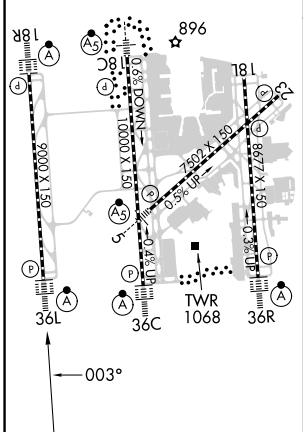 896
18R
A
A5
18C
P
0.6% DOWN
18L
23
P
P
9000 X 150
10000 X 150
7502 X 150
0.5% UP
8677 X 150
P
A5
5
0.4% UP
0.3% UP
P
P
P
A
A
A
36L
36C
TWR
1068
36R
003°